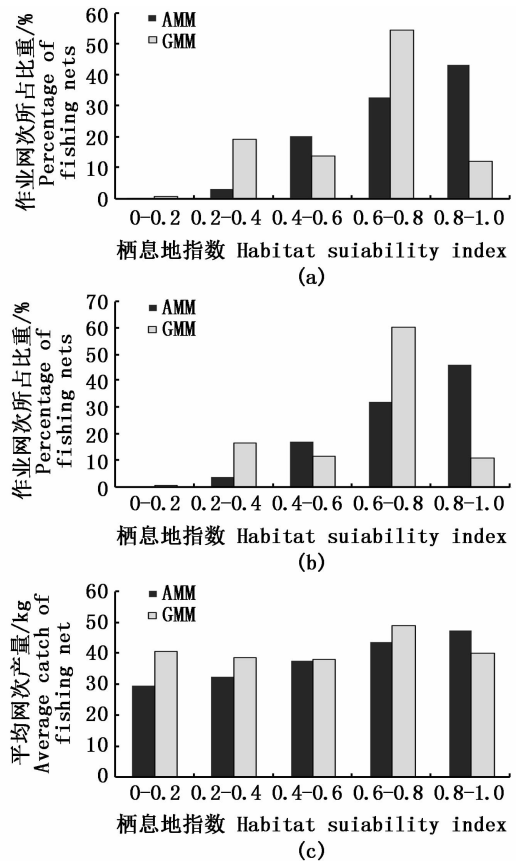 作业网次所占比重/%
Percentage of
fishing nets
60
50
40
30
20
10
0
AMM
GMM
0-0.2 0.2-0.4 0.4-0.6 0.6-0.8 0.8-1.0
栖息地指数 Habitat suiability index
(a)
作业网次所占比重/%
Percentage of
fishing nets
70
60
50
40
30
20
10
0
AMM
GMM
0-0.2 0.2-0.4 0.4-0.6 0.6-0.8 0.8-1.0
栖息地指数 Habitat suiability index
(b)
平均网次产量/kg
Average catch of
fishing net
60
50
40
30
20
10
0
AMM
GMM
0-0.2 0.2-0.4 0.4-0.6 0.6-0.8 0.8-1.0
栖息地指数 Habitat suiability index
(c)